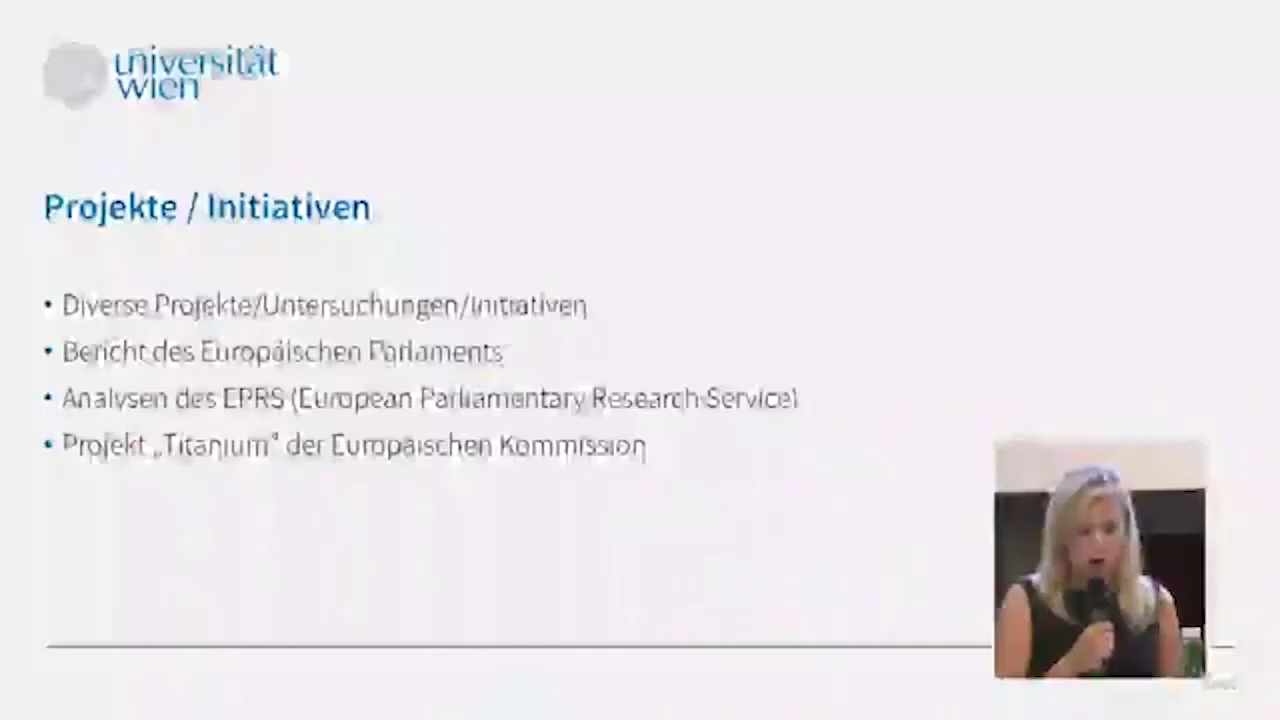 universität
wien
Projekte / Initiativen
• Diverse Projekte/Untersuchungen/Initiativen
• Bericht des Europäischen Parlaments
• Analysen des EPRS (European Parliamentary Research Service)
• Projekt „Titanium“ der Europäischen Kommission